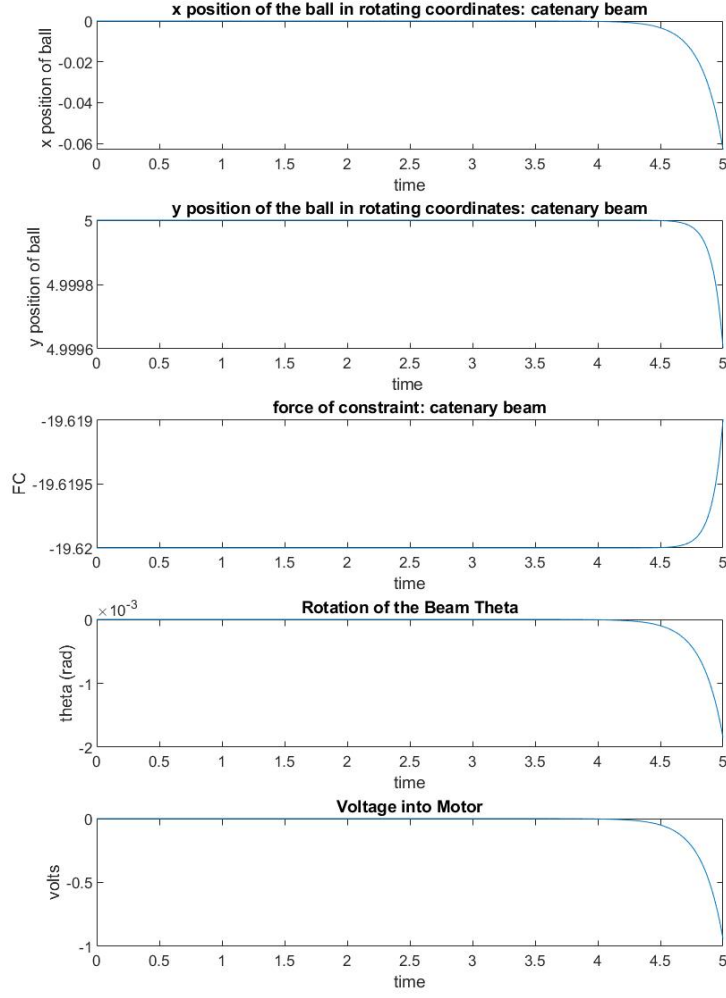 x position of the ball in rotating coordinates: catenary beam
x position of ball
0
-0.02
-0.04
-0.06
0 0.5 1 1.5 2 2.5 3 3.5 4 4.5 5
time
y position of the ball in rotating coordinates: catenary beam
y position of ball
5
4.9998
4.9996
0 0.5 1 1.5 2 2.5 3 3.5 4 4.5 5
time
force of constraint: catenary beam
FC
-19.619
-19.6195
-19.62
0 0.5 1 1.5 2 2.5 3 3.5 4 4.5 5
time
×10⁻³
Rotation of the Beam Theta
theta (rad)
0
-1
-2
0 0.5 1 1.5 2 2.5 3 3.5 4 4.5 5
time
Voltage into Motor
volts
0
-0.5
-1
0 0.5 1 1.5 2 2.5 3 3.5 4 4.5 5
time